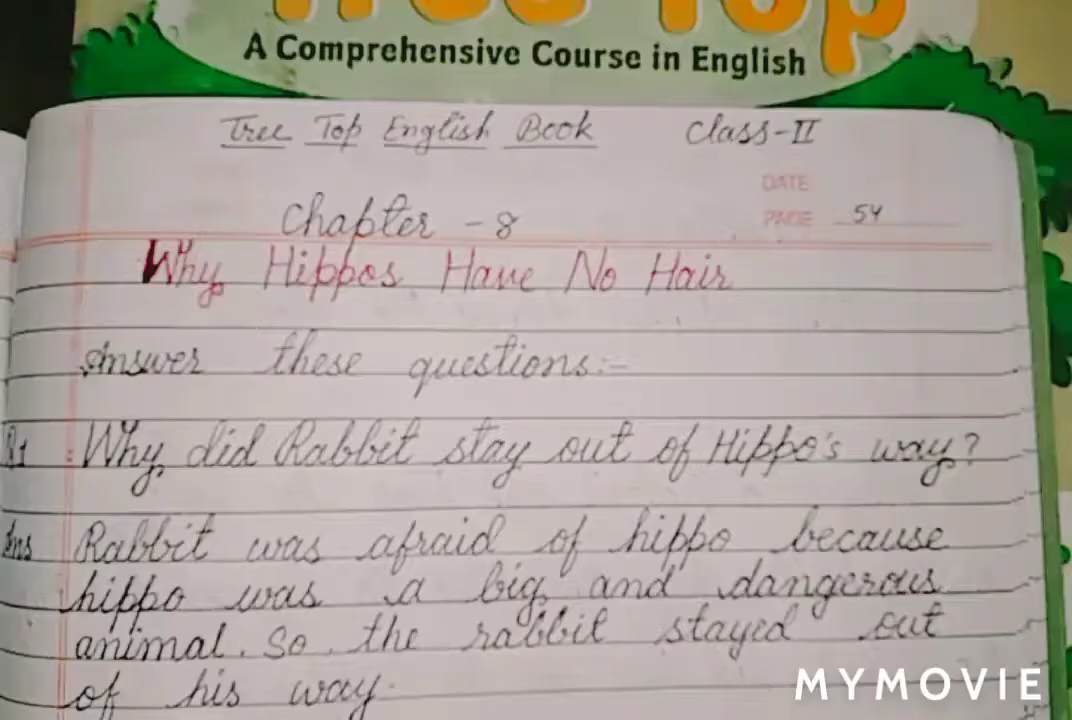 Tree Top
A Comprehensive Course in English
Tree Top English Book Class-II
DATE
Chapter - 8
PAGE 54
Why Hippos Have No Hair
Answer these questions:-
Q1 Why did Rabbit stay out of Hippo's way?
Ans Rabbit was afraid of hippo because
hippo was a big and dangerous
animal. So the rabbit stayed out
of his way.
MYMOVIE